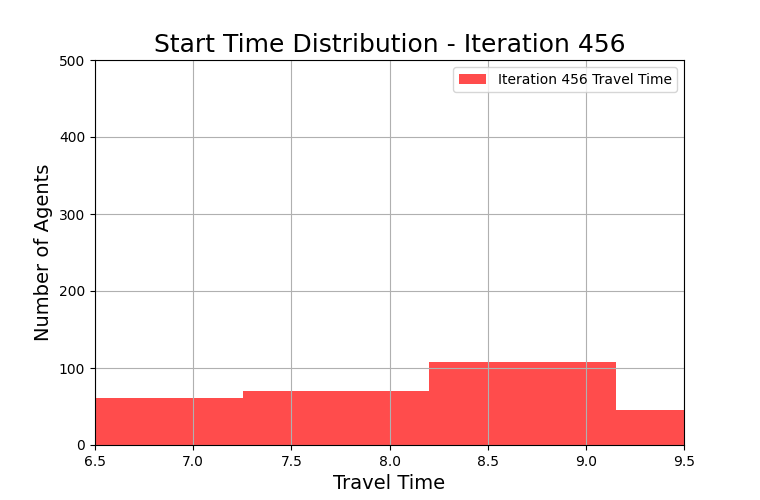 Start Time Distribution - Iteration 456
Iteration 456 Travel Time
Number of Agents
500
400
300
200
100
0
6.5 7.0 7.5 8.0 8.5 9.0 9.5
Travel Time